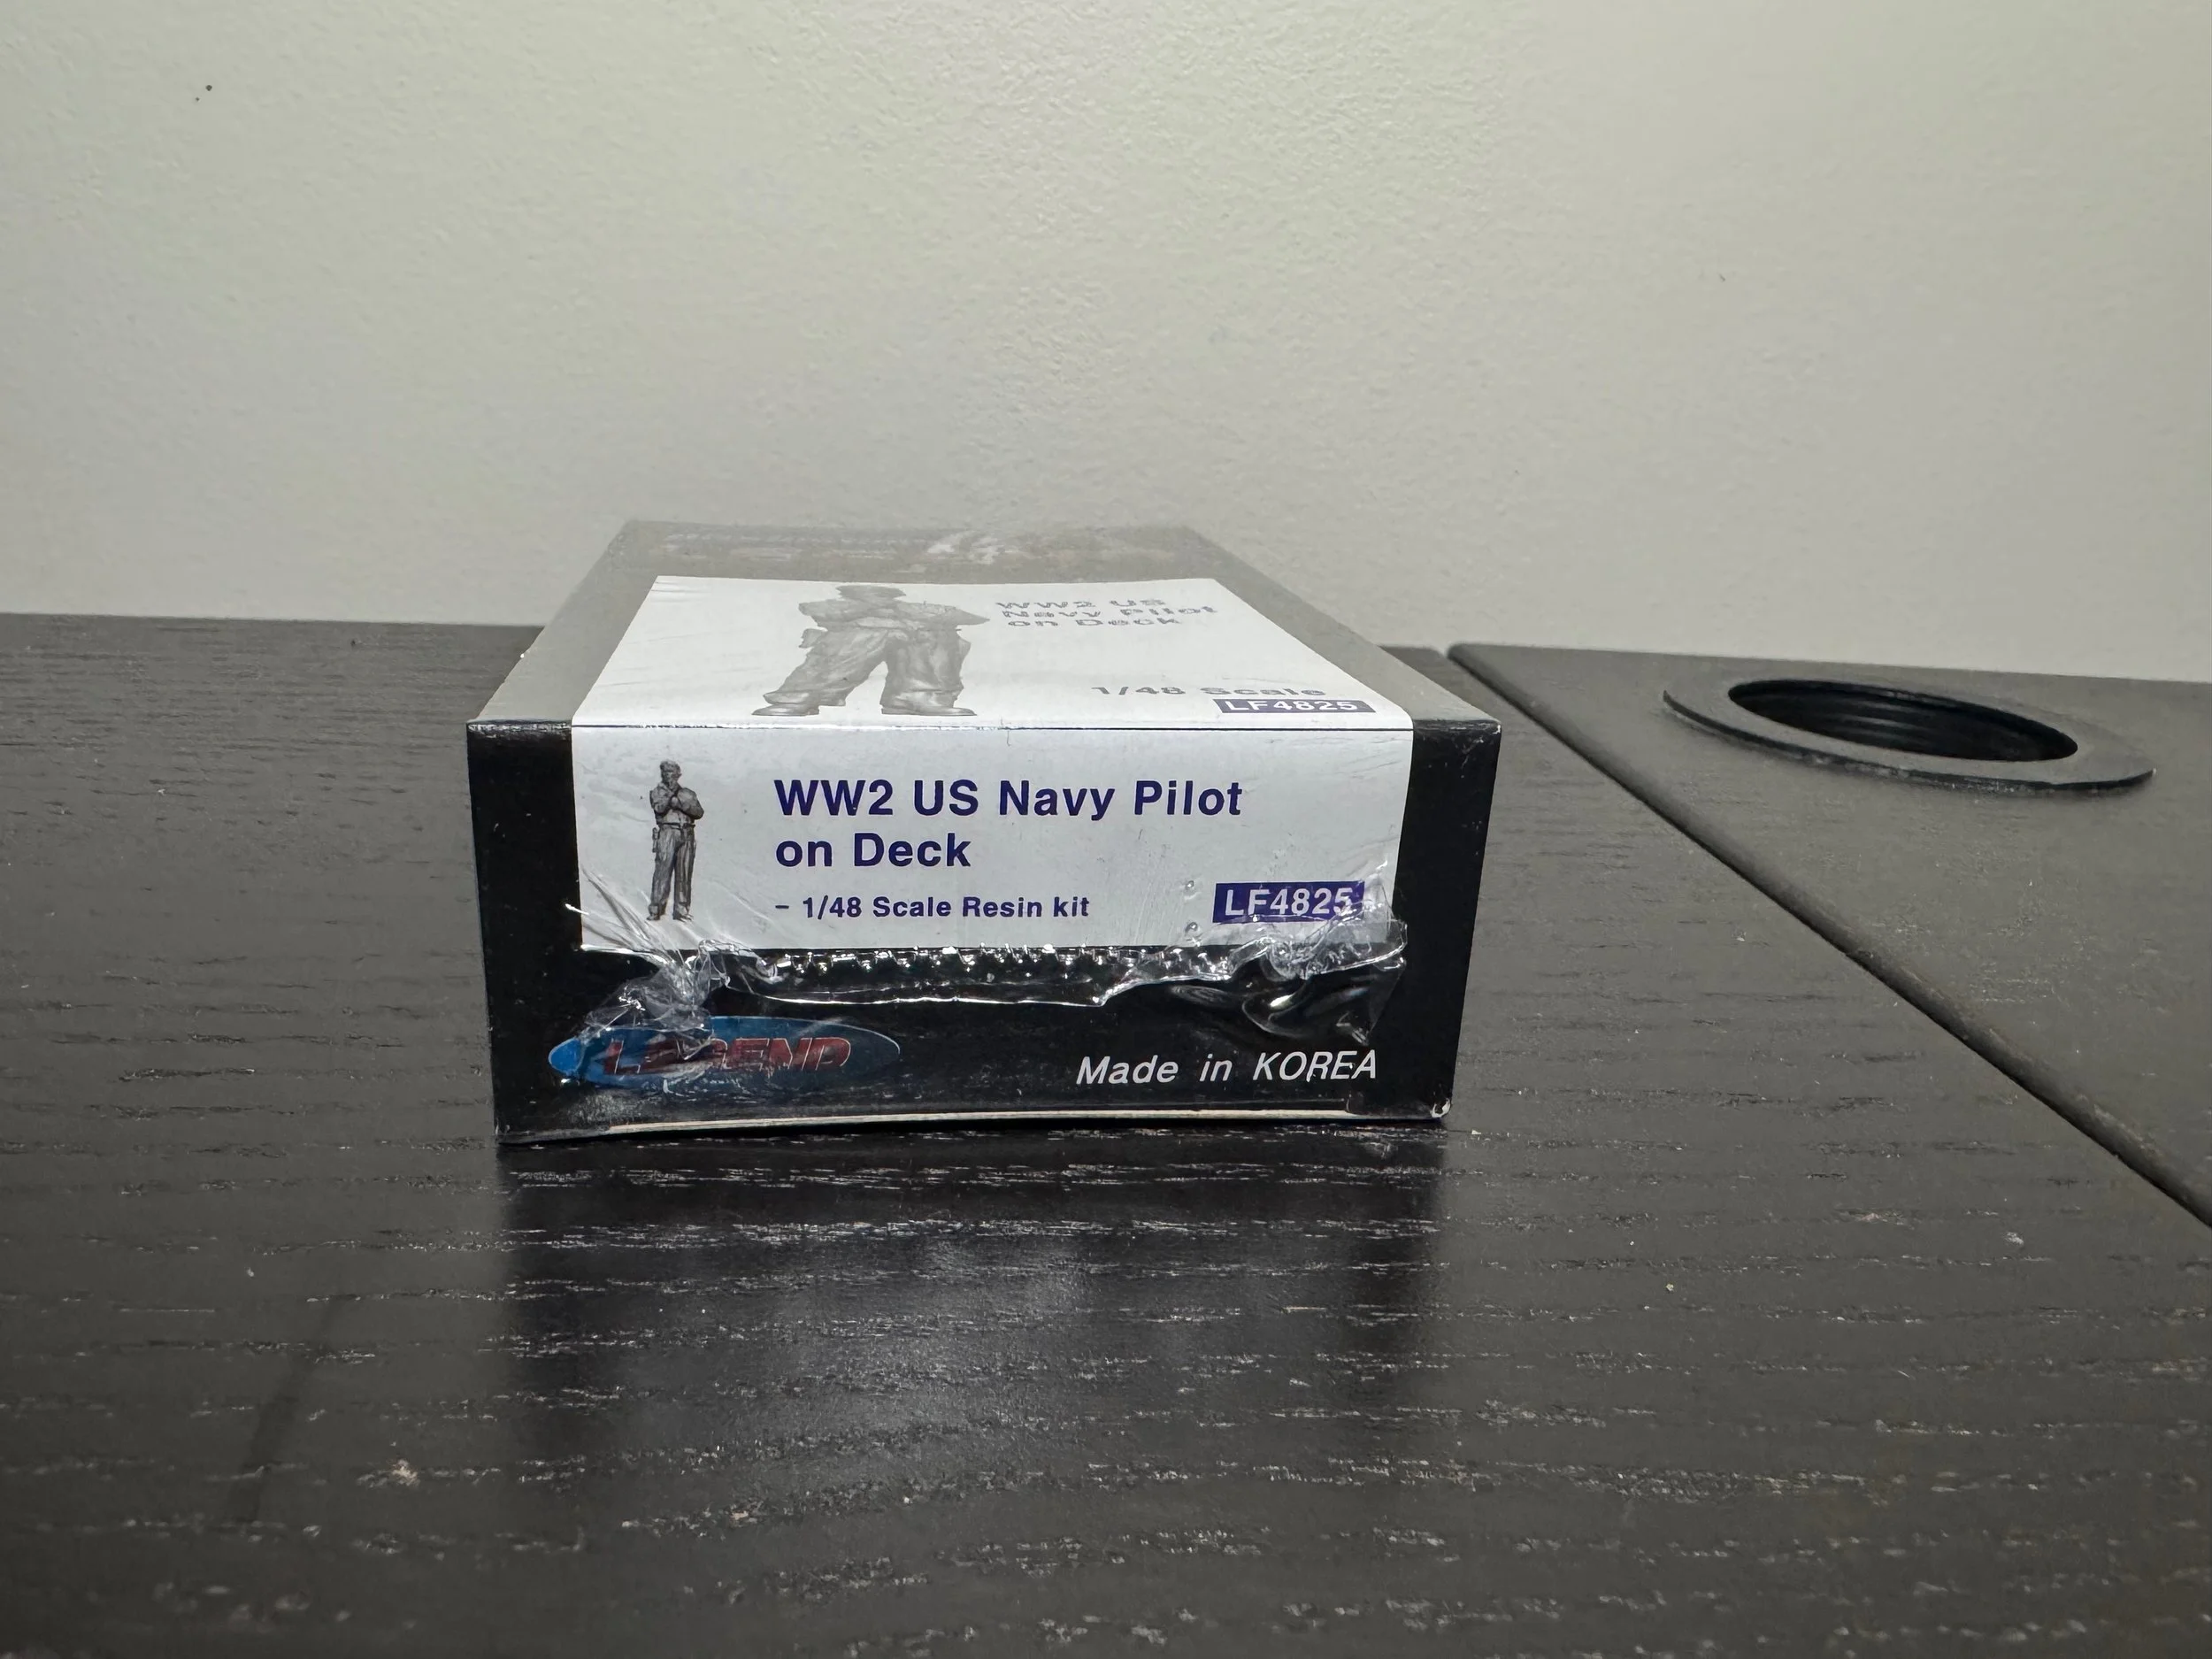 WW2 US
Navy Pilot
on Deck
1/48 Scale
LF4825
WW2 US Navy Pilot
on Deck
- 1/48 Scale Resin kit
LF4825
LEGEND
Made in KOREA